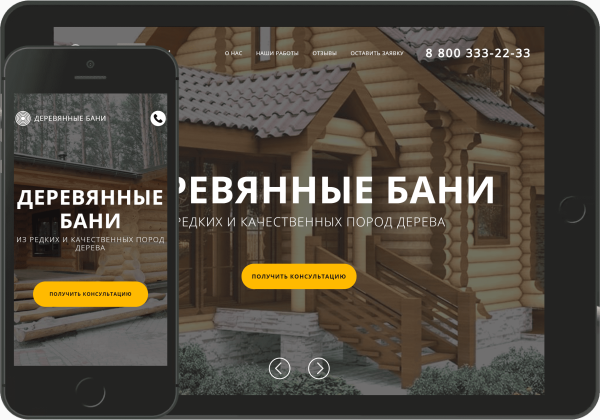 О НАС НАШИ РАБОТЫ ОТЗЫВЫ ОСТАВИТЬ ЗАЯВКУ 8 800 333-22-33
РЕВЯННЫЕ БАНИ
РЕДКИХ И КАЧЕСТВЕННЫХ ПОРОД ДЕРЕВА
ПОЛУЧИТЬ КОНСУЛЬТАЦИЮ
ДЕРЕВЯННЫЕ БАНИ
ДЕРЕВЯННЫЕ
БАНИ
ИЗ РЕДКИХ И КАЧЕСТВЕННЫХ ПОРОД
ДЕРЕВА
ПОЛУЧИТЬ КОНСУЛЬТАЦИЮ